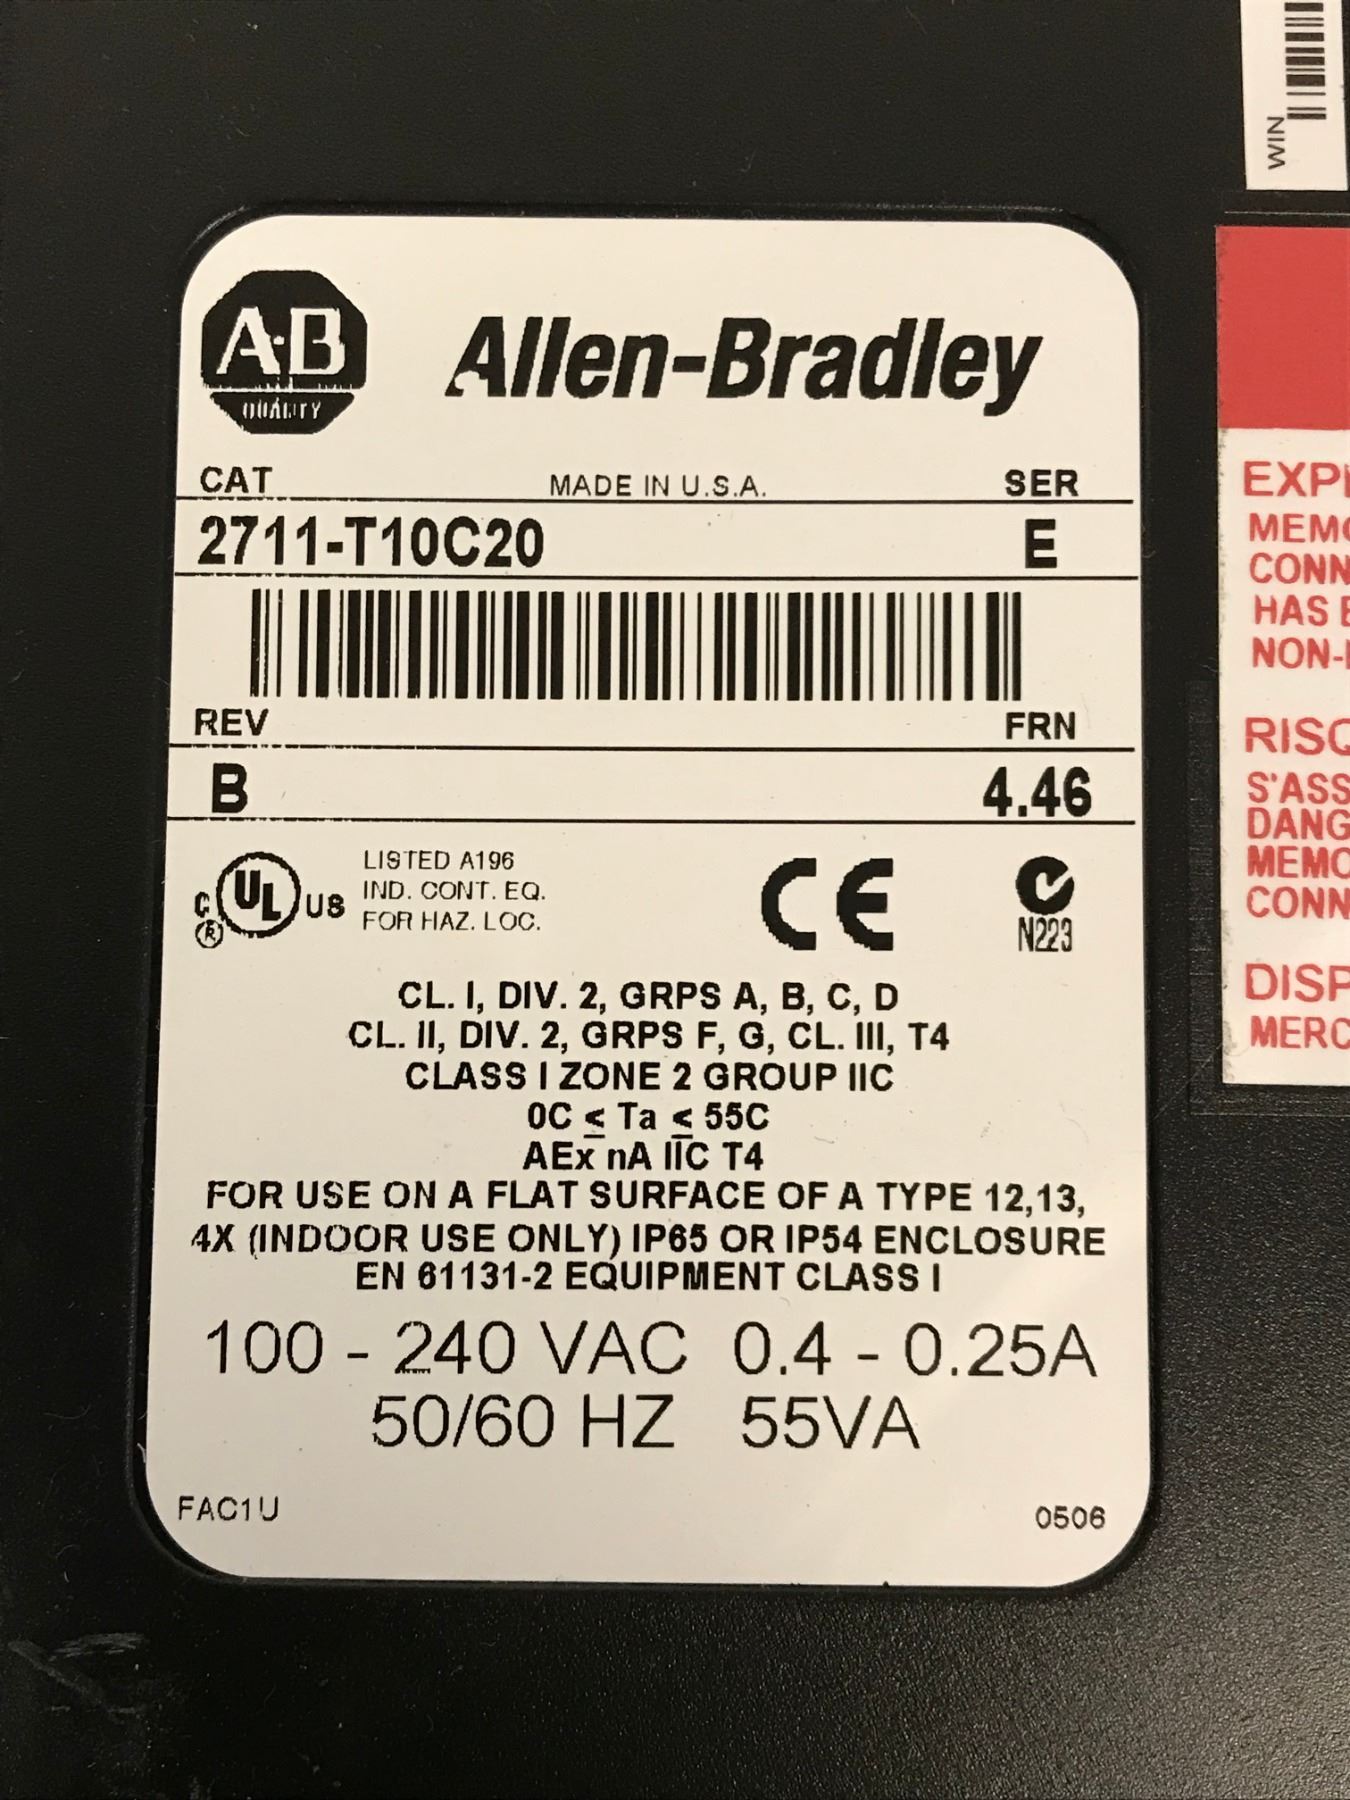 WIN
A-B
QUALITY
Allen-Bradley
CAT MADE IN U.S.A. SER
2711-T10C20 E
REV FRN
B 4.46
C UL US
R
LISTED A196
IND. CONT. EQ.
FOR HAZ. LOC.
CE
N223
CL. I, DIV. 2, GRPS A, B, C, D
CL. II, DIV. 2, GRPS F, G, CL. III, T4
CLASS I ZONE 2 GROUP IIC
0C ≤ Ta ≤ 55C
AEx nA IIC T4
FOR USE ON A FLAT SURFACE OF A TYPE 12,13,
4X (INDOOR USE ONLY) IP65 OR IP54 ENCLOSURE
EN 61131-2 EQUIPMENT CLASS I
100 - 240 VAC 0.4 - 0.25A
50/60 HZ 55VA
FAC1U 0506
EXPL
MEMO
CONN
HAS
NON-
RISQ
S'ASS
DANG
MEMO
CONN
DISP
MERC